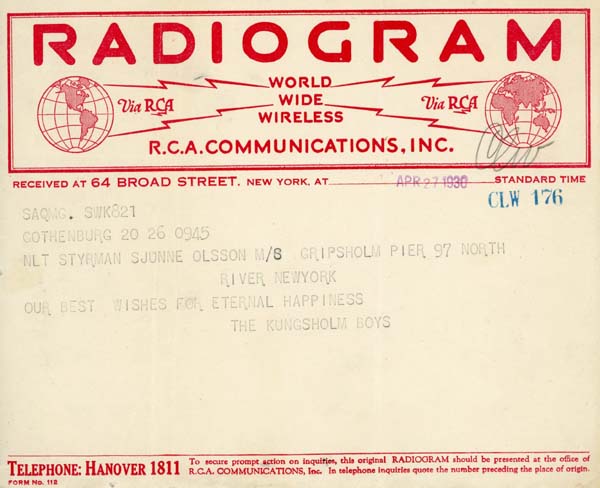 RADIOGRAM
WORLD
WIDE
WIRELESS
Via RCA
Via RCA
R.C.A. COMMUNICATIONS, INC.
RECEIVED AT 64 BROAD STREET, NEW YORK, AT APR 27 1930 STANDARD TIME
CLW 176
SAQMG. SWK821
GOTHENBURG 20 26 0945
NLT STYRMAN SJUNNE OLSSON M/S GRIPSHOLM PIER 97 NORTH
RIVER NEWYORK
OUR BEST WISHES FOR ETERNAL HAPPINESS
THE KUNGSHOLM BOYS
TELEPHONE: HANOVER 1811
FORM No. 112
To secure prompt action on inquiries, this original RADIOGRAM should be presented at the office of
R.C.A. COMMUNICATIONS, Inc. In telephone inquiries quote the number preceding the place of origin.